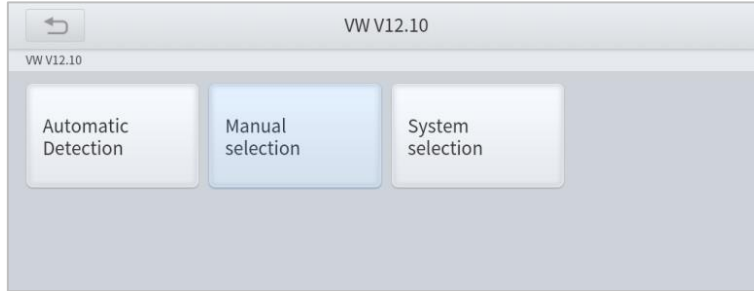 VW V12.10
VW V12.10
Automatic
Detection
Manual
selection
System
selection